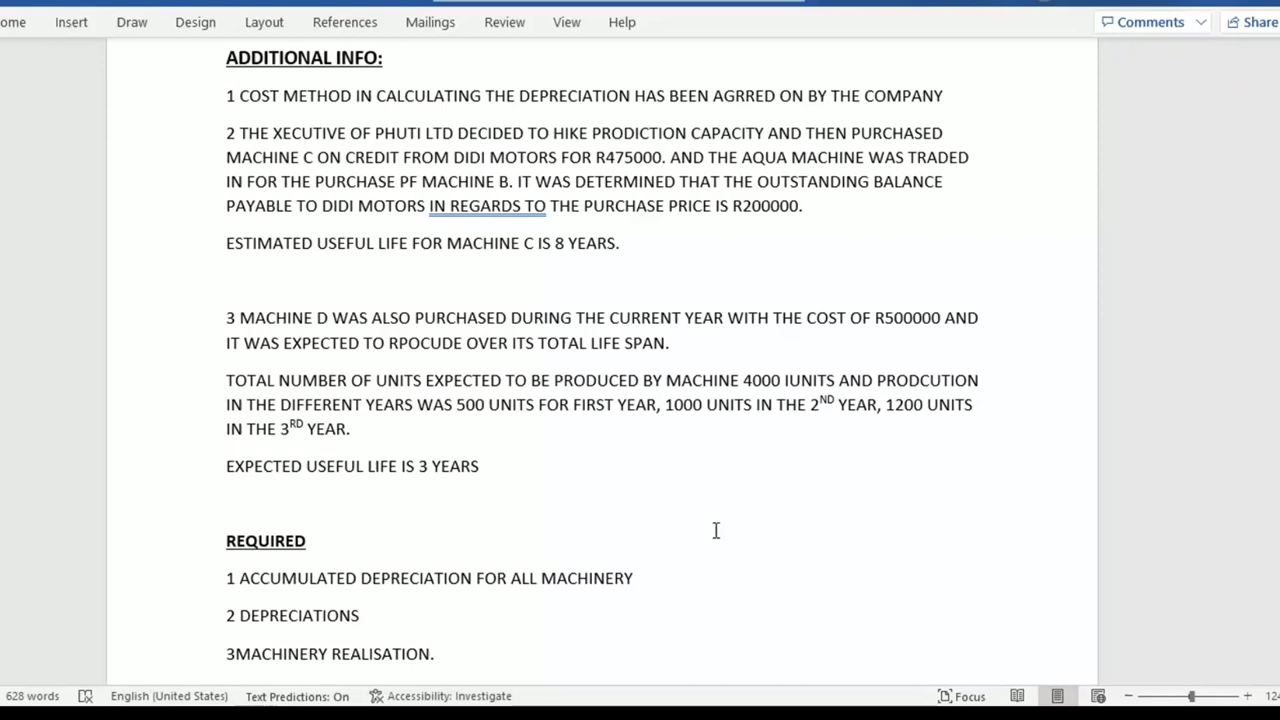 ome Insert Draw Design Layout References Mailings Review View Help Comments Share
ADDITIONAL INFO:
1 COST METHOD IN CALCULATING THE DEPRECIATION HAS BEEN AGRRED ON BY THE COMPANY
2 THE XECUTIVE OF PHUTI LTD DECIDED TO HIKE PRODICTION CAPACITY AND THEN PURCHASED
MACHINE C ON CREDIT FROM DIDI MOTORS FOR R475000. AND THE AQUA MACHINE WAS TRADED
IN FOR THE PURCHASE PF MACHINE B. IT WAS DETERMINED THAT THE OUTSTANDING BALANCE
PAYABLE TO DIDI MOTORS IN REGARDS TO THE PURCHASE PRICE IS R200000.
ESTIMATED USEFUL LIFE FOR MACHINE C IS 8 YEARS.
3 MACHINE D WAS ALSO PURCHASED DURING THE CURRENT YEAR WITH THE COST OF R500000 AND
IT WAS EXPECTED TO RPOCUDE OVER ITS TOTAL LIFE SPAN.
TOTAL NUMBER OF UNITS EXPECTED TO BE PRODUCED BY MACHINE 4000 IUNITS AND PRODCUTION
IN THE DIFFERENT YEARS WAS 500 UNITS FOR FIRST YEAR, 1000 UNITS IN THE 2ND YEAR, 1200 UNITS
IN THE 3RD YEAR.
EXPECTED USEFUL LIFE IS 3 YEARS
REQUIRED
1 ACCUMULATED DEPRECIATION FOR ALL MACHINERY
2 DEPRECIATIONS
3MACHINERY REALISATION.
628 words English (United States) Text Predictions: On Accessibility: Investigate Focus 124